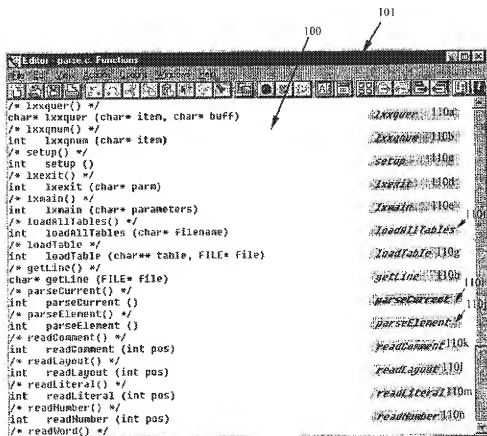 101
100
Editor - parse.c. Functions
/* lxxquer() */
char* lxxquer (char* item, char* buff) lxxquer 110a
/* lxxqnum() */
int lxxqnum (char* item) lxxqnum 110b
/* setup() */
int setup () setup
/* lxexit() */
int lxexit (char* parm) lxexit 110d
/* lxmain() */
int lxmain (char* parameters) lxmain 110e
/* loadAllTables() */
int loadAllTables (char* filename) loadAllTables
/* loadTable */
int loadTable (char** table, FILE* file) loadTable 110g
/* getLine() */
char* getLine (FILE* file) getLine 110h
/* parseCurrent() */
int parseCurrent () parseCurrent
/* parseElement() */
int parseElement () parseElement
/* readComment() */
int readComment (int pos) readComment 110k
/* readLayout() */
int readLayout (int pos) readLayout 110l
/* readLiteral() */
int readLiteral (int pos) readLiteral 110m
/* readNumber() */
int readNumber (int pos) readNumber 110n
/* readWord() */